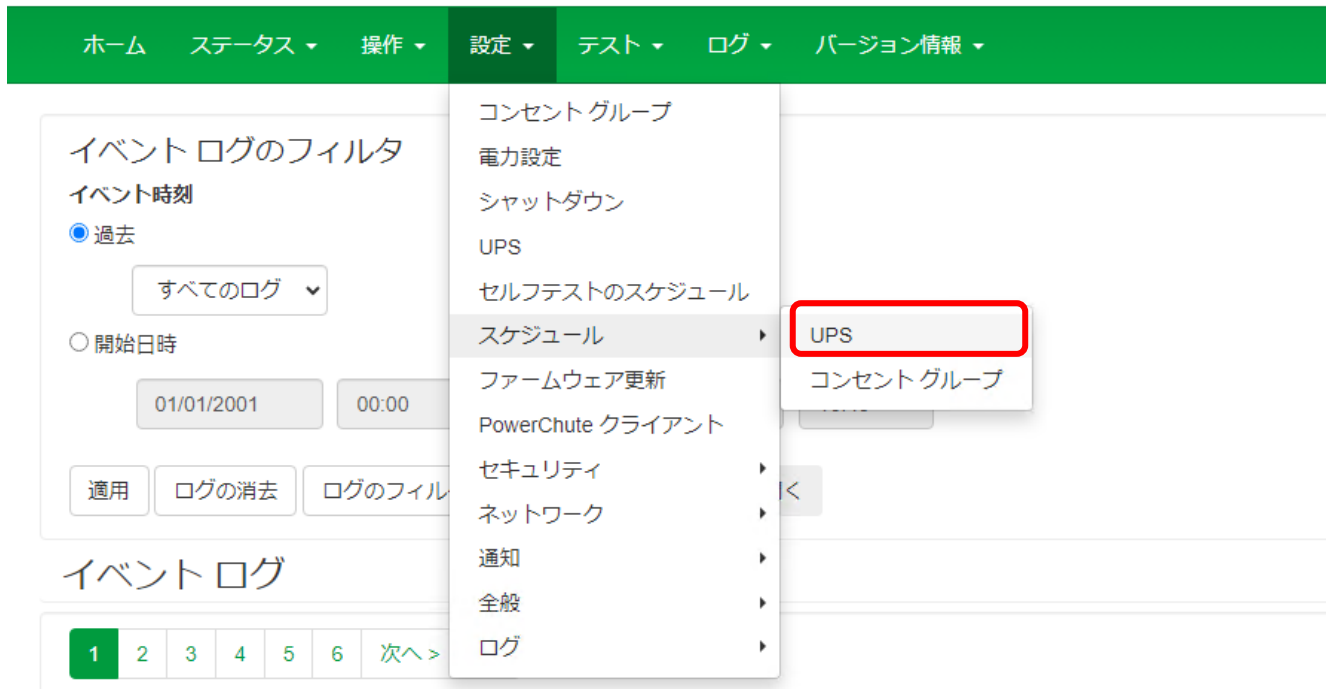 ホーム ステータス 操作 設定 テスト ログ バージョン情報
イベント ログのフィルタ
イベント時刻
過去
すべてのログ
開始日時
01/01/2001 00:00
適用 ログの消去 ログのフィル く
イベント ログ
1 2 3 4 5 6 次へ >
コンセント グループ
電力設定
シャットダウン
UPS
セルフテストのスケジュール
スケジュール
ファームウェア更新
PowerChute クライアント
セキュリティ
ネットワーク
通知
全般
ログ
UPS
コンセント グループ